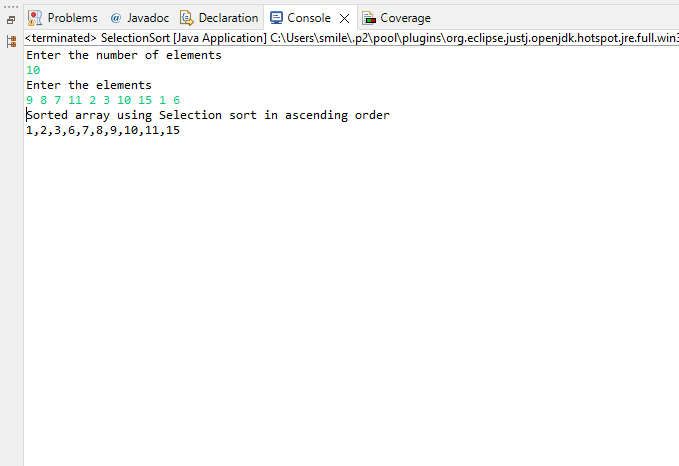 Problems @ Javadoc Declaration Console Coverage
<terminated> SelectionSort [Java Application] C:\Users\smile\.p2\pool\plugins\org.eclipse.justj.openjdk.hotspot.jre.full.win3
Enter the number of elements
10
Enter the elements
9 8 7 11 2 3 10 15 1 6
Sorted array using Selection sort in ascending order
1,2,3,6,7,8,9,10,11,15